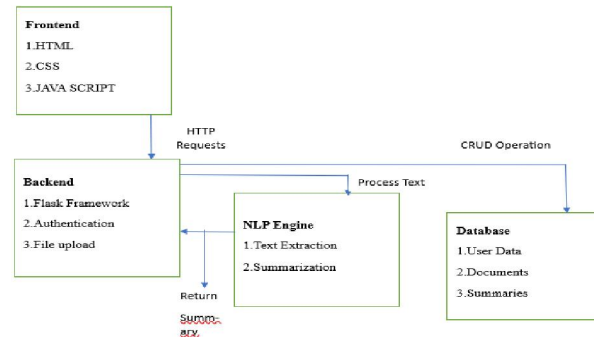 Frontend
1.HTML
2.CSS
3.JAVA SCRIPT
HTTP
Requests
CRUD Operation
Backend
1.Flask Framework
2.Authentication
3.File upload
Process Text
NLP Engine
1.Text Extraction
2.Summarization
Database
1.User Data
2.Documents
3.Summaries
Return
Summ-
ary